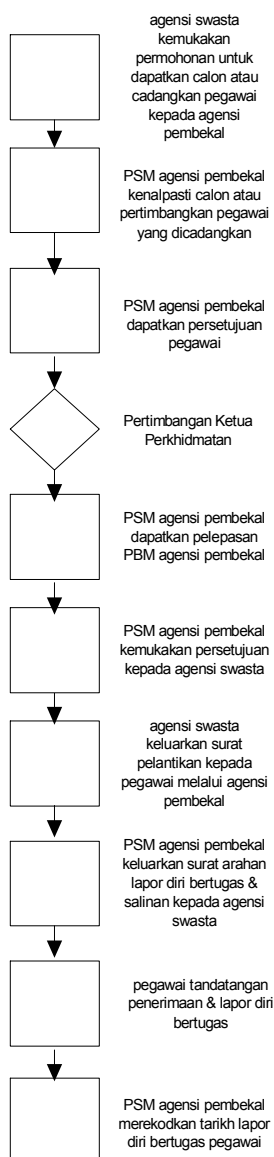 agensi swasta
kemukakan
permohonan untuk
dapatkan calon atau
cadangkan pegawai
kepada agensi
pembekal
PSM agensi pembekal
kenalpasti calon atau
pertimbangkan pegawai
yang dicadangkan
PSM agensi pembekal
dapatkan persetujuan
pegawai
Pertimbangan Ketua
Perkhidmatan
PSM agensi pembekal
dapatkan pelepasan
PBM agensi pembekal
PSM agensi pembekal
kemukakan persetujuan
kepada agensi swasta
agensi swasta
keluarkan surat
pelantikan kepada
pegawai melalui agensi
pembekal
PSM agensi pembekal
keluarkan surat arahan
lapor diri bertugas &
salinan kepada agensi
swasta
pegawai tandatangan
penerimaan & lapor diri
bertugas
PSM agensi pembekal
merekodkan tarikh lapor
diri bertugas pegawai